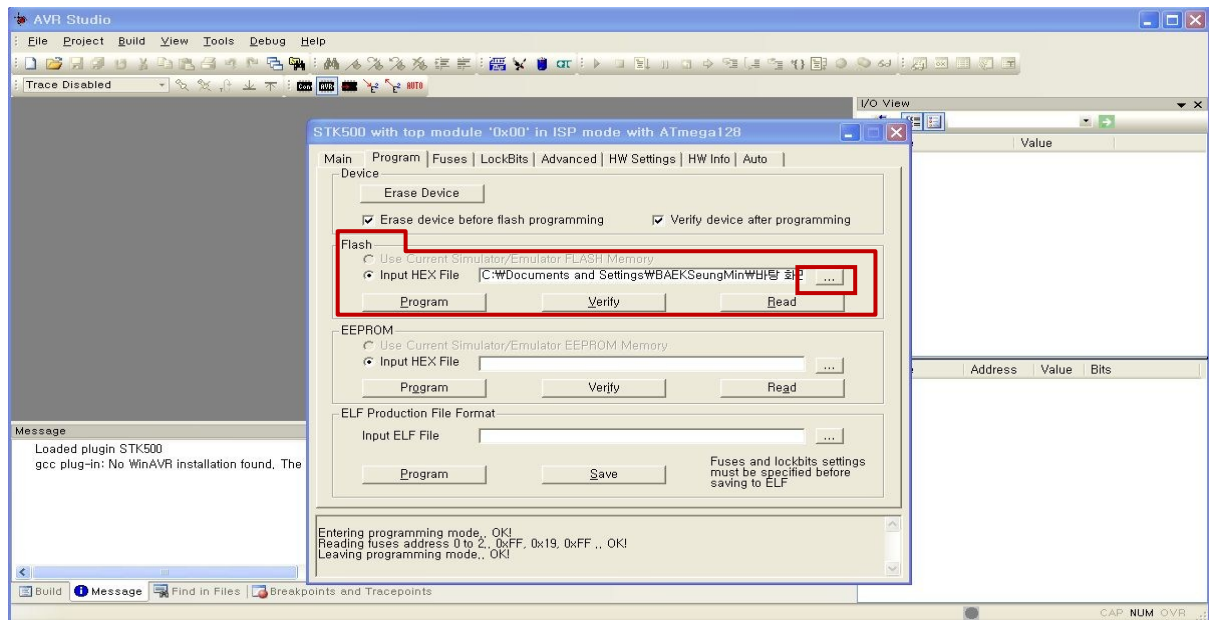 AVR Studio
File Project Build View Tools Debug Help
Trace Disabled
Con AVR AUTO
I/O View
Value
STK500 with top module '0x00' in ISP mode with ATmega128
Main Program Fuses LockBits Advanced HW Settings HW Info Auto
Device
Erase Device
Erase device before flash programming Verify device after programming
Flash
Use Current Simulator/Emulator FLASH Memory
Input HEX File C:₩Documents and Settings₩BAEKSeungMin₩바탕 ...
Program Verify Read
EEPROM
Use Current Simulator/Emulator EEPROM Memory
Input HEX File ...
Program Verify Read
Address Value Bits
ELF Production File Format
Input ELF File ...
Program Save
Fuses and lockbits settings
must be specified before
saving to ELF
Message
Loaded plugin STK500
gcc plug-in: No WinAVR installation found, The
Entering programming mode.. OK!
Reading fuses address 0 to 2.. 0xFF, 0x19, 0xFF .. OK!
Leaving programming mode.. OK!
Build Message Find in Files Breakpoints and Tracepoints
CAP NUM OVR